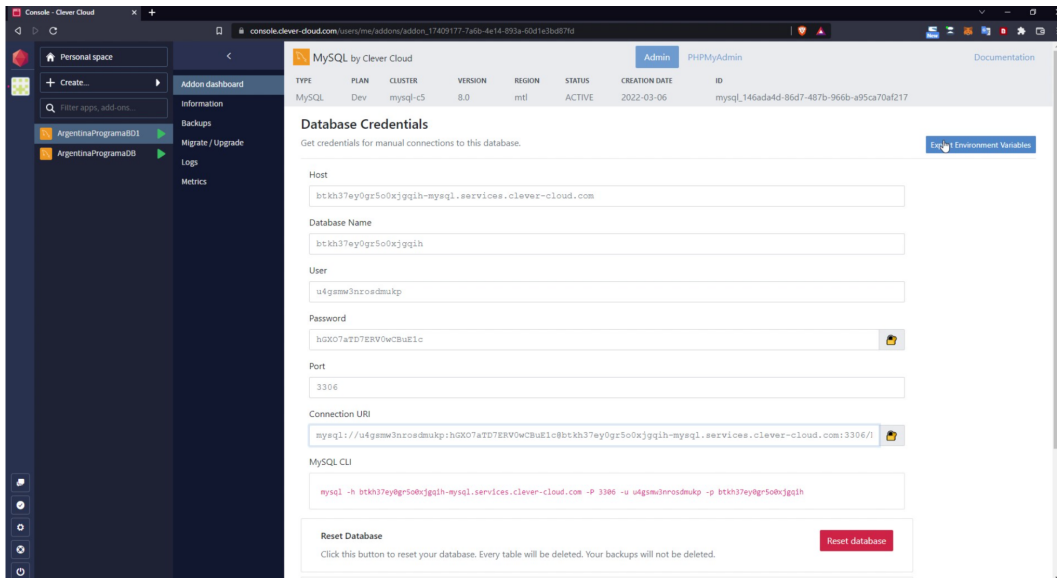 Console - Clever Cloud
console.clever-cloud.com/users/me/addons/addon_17409177-7a6b-4e14-893a-60d1e3bd87fd
Personal space
Create...
Filter apps, add-ons..
ArgentinaProgramaBD1
ArgentinaProgramaDB
Addon dashboard
Information
Backups
Migrate / Upgrade
Logs
Metrics
MySQL by Clever Cloud
Admin PHPMyAdmin Documentation
TYPE PLAN CLUSTER VERSION REGION STATUS CREATION DATE ID
MySQL Dev mysql-c5 8.0 mtl ACTIVE 2022-03-06 mysql_146ada4d-86d7-487b-966b-a95ca70af217
Database Credentials
Get credentials for manual connections to this database.
Environment Variables
Host
btkh37ey0gr5o0xjgqih-mysql.services.clever-cloud.com
Database Name
btkh37ey0gr5o0xjgqih
User
u4gsmw3nrosdmukp
Password
hGXO7aTD7ERV0wCBuE1c
Port
3306
Connection URI
mysql://u4gsmw3nrosdmukp:hGXO7aTD7ERV0wCBuE1c@btkh37ey0gr5o0xjgqih-mysql.services.clever-cloud.com:3306/
MySQL CLI
mysql -h btkh37ey0gr5o0xjgqih-mysql.services.clever-cloud.com -P 3306 -u u4gsmw3nrosdmukp -p btkh37ey0gr5o0xjgqih
Reset Database
Click this button to reset your database. Every table will be deleted. Your backups will not be deleted.
Reset database